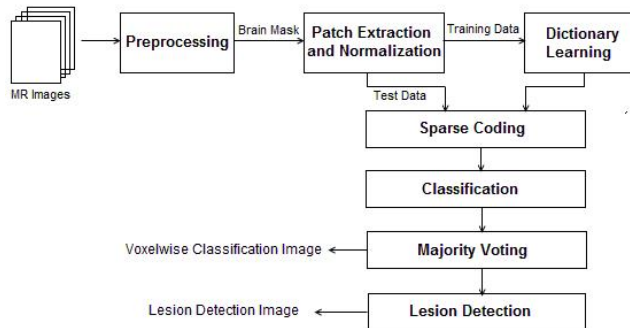 MR Images
Preprocessing
Brain Mask
Patch Extraction
and Normalization
Training Data
Dictionary
Learning
Test Data
Sparse Coding
Classification
Majority Voting
Voxelwise Classification Image
Lesion Detection
Lesion Detection Image